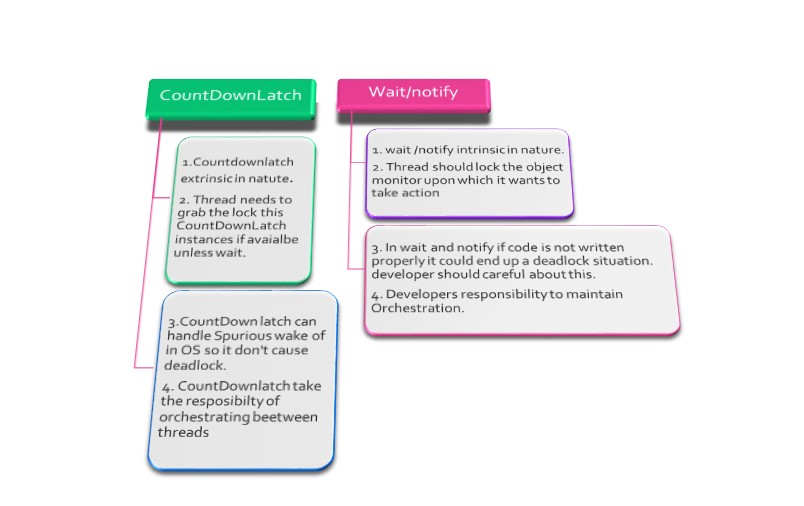 CountDownLatch
1.Countdownlatch
extrinsic in natute.
2. Thread needs to
grab the lock this
CountDownLatch
instances if avaialbe
unless wait.
3.CountDown latch can
handle Spurious wake of
in OS so it don't cause
deadlock.
4. CountDownlatch take
the resposibilty of
orchestrating beetween
threads
Wait/notify
1. wait /notify intrinsic in nature.
2. Thread should lock the object
monitor upon which it wants to
take action
3. In wait and notify if code is not written
properly it could end up a deadlock situation.
developer should careful about this.
4. Developers responsibility to maintain
Orchestration.